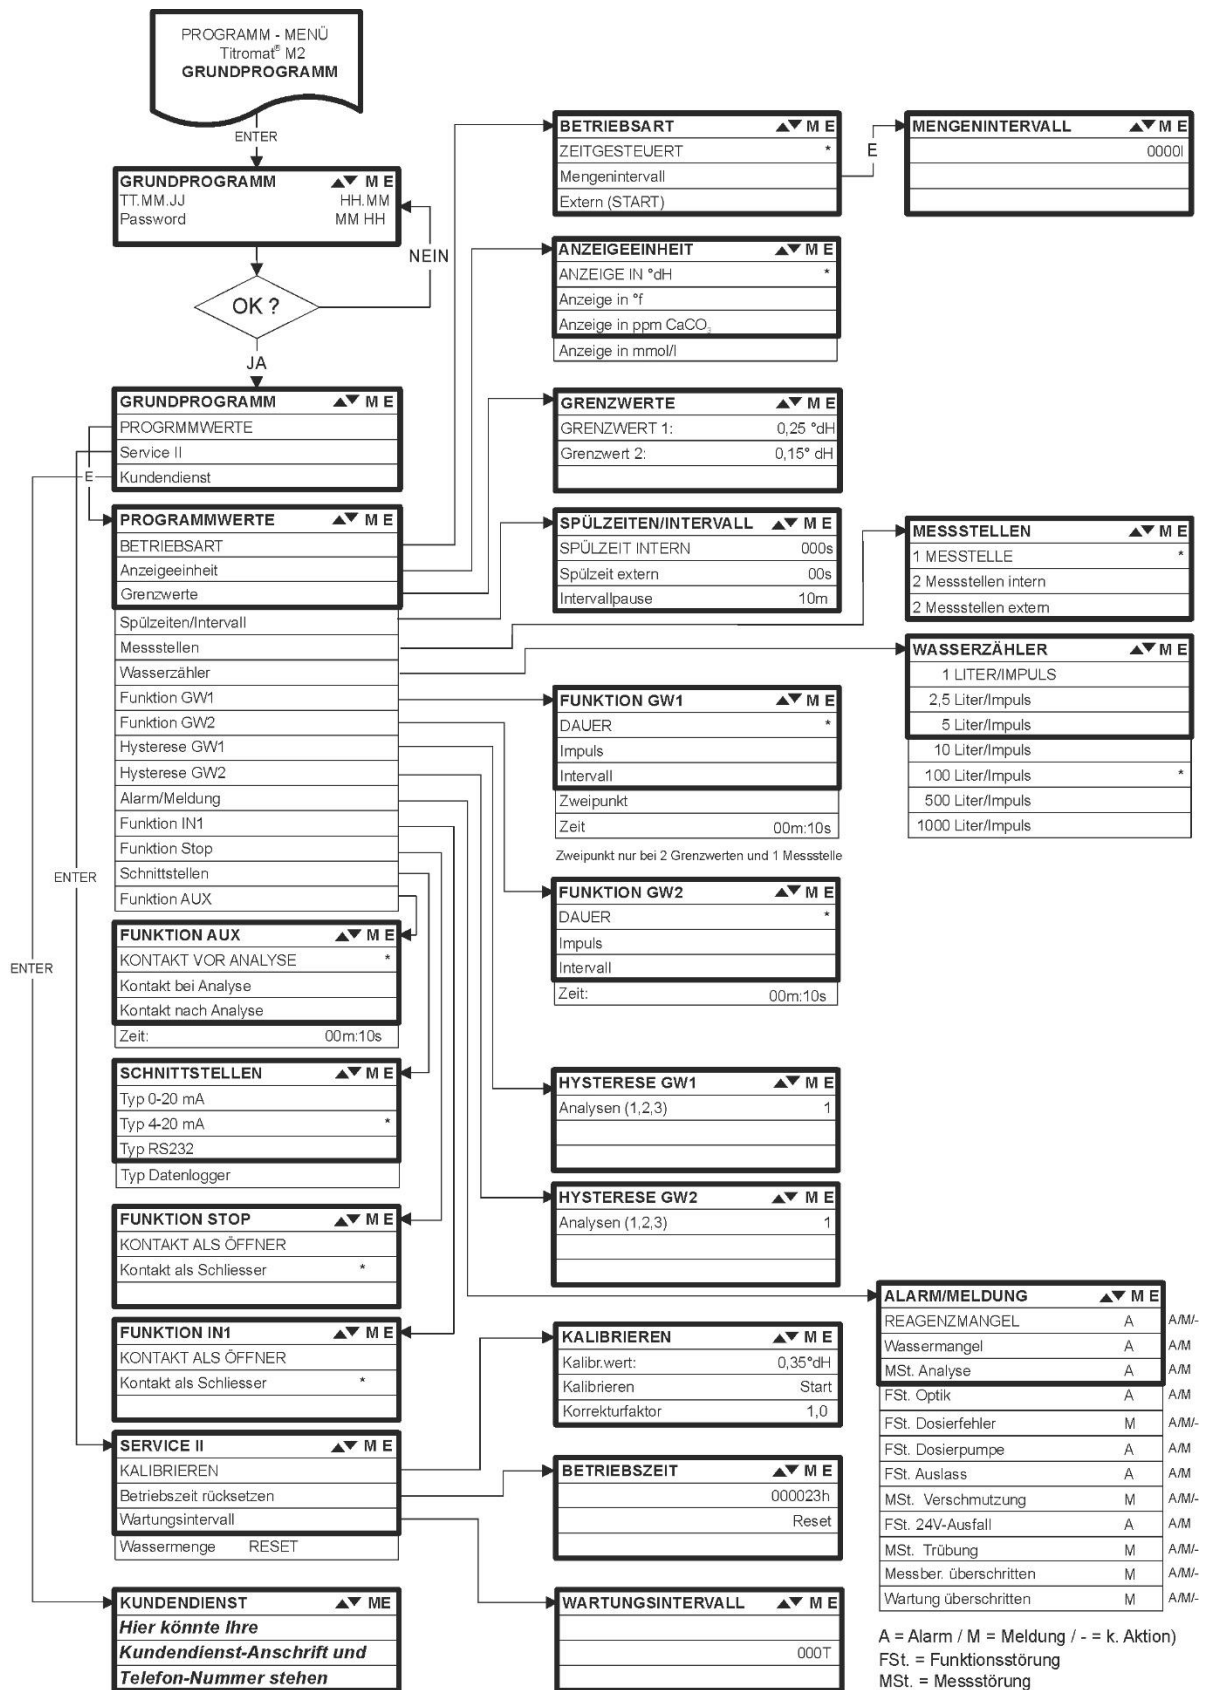 PROGRAMM - MENÜ
Titromat® M2
GRUNDPROGRAMM
ENTER
GRUNDPROGRAMM ▲▼ M E
TT.MM.JJ HH.MM
Password MM HH
NEIN
OK ?
JA
GRUNDPROGRAMM ▲▼ M E
PROGRMMWERTE
Service II
Kundendienst
E
PROGRAMMWERTE ▲▼ M E
BETRIEBSART
Anzeigeeinheit
Grenzwerte
Spülzeiten/Intervall
Messstellen
Wasserzähler
Funktion GW1
Funktion GW2
Hysterese GW1
Hysterese GW2
Alarm/Meldung
Funktion IN1
Funktion Stop
Schnittstellen
Funktion AUX
ENTER
ENTER
FUNKTION AUX ▲▼ M E
KONTAKT VOR ANALYSE *
Kontakt bei Analyse
Kontakt nach Analyse
Zeit: 00m:10s
SCHNITTSTELLEN ▲▼ M E
Typ 0-20 mA
Typ 4-20 mA *
Typ RS232
Typ Datenlogger
FUNKTION STOP ▲▼ M E
KONTAKT ALS ÖFFNER
Kontakt als Schliesser *
FUNKTION IN1 ▲▼ M E
KONTAKT ALS ÖFFNER
Kontakt als Schliesser *
SERVICE II ▲▼ M E
KALIBRIEREN
Betriebszeit rücksetzen
Wartungsintervall
Wassermenge RESET
KUNDENDIENST ▲▼ ME
Hier könnte Ihre
Kundendienst-Anschrift und
Telefon-Nummer stehen
BETRIEBSART ▲▼ M E
ZEITGESTEUERT *
Mengenintervall
Extern (START)
E
MENGENINTERVALL ▲▼ M E
0000l
ANZEIGEEINHEIT ▲▼ M E
ANZEIGE IN °dH *
Anzeige in °f
Anzeige in ppm CaCO₃
Anzeige in mmol/l
GRENZWERTE ▲▼ M E
GRENZWERT 1: 0,25 °dH
Grenzwert 2: 0,15° dH
SPÜLZEITEN/INTERVALL ▲▼ M E
SPÜLZEIT INTERN 000s
Spülzeit extern 00s
Intervallpause 10m
MESSSTELLEN ▲▼ M E
1 MESSTELLE *
2 Messstellen intern
2 Messstellen extern
WASSERZÄHLER ▲▼ M E
1 LITER/IMPULS
2,5 Liter/Impuls
5 Liter/Impuls
10 Liter/Impuls
100 Liter/Impuls *
500 Liter/Impuls
1000 Liter/Impuls
FUNKTION GW1 ▲▼ M E
DAUER *
Impuls
Intervall
Zweipunkt
Zeit 00m:10s
Zweipunkt nur bei 2 Grenzwerten und 1 Messstelle
FUNKTION GW2 ▲▼ M E
DAUER *
Impuls
Intervall
Zeit: 00m:10s
HYSTERESE GW1 ▲▼ M E
Analysen (1,2,3) 1
HYSTERESE GW2 ▲▼ M E
Analysen (1,2,3) 1
KALIBRIEREN ▲▼ M E
Kalibr.wert: 0,35°dH
Kalibrieren Start
Korrekturfaktor 1,0
BETRIEBSZEIT ▲▼ M E
000023h
Reset
WARTUNGSINTERVALL ▲▼ M E
000T
ALARM/MELDUNG ▲▼ M E
REAGENZMANGEL A A/M/-
Wassermangel A A/M
MSt. Analyse A A/M
FSt. Optik A A/M
FSt. Dosierfehler M A/M/-
FSt. Dosierpumpe A A/M
FSt. Auslass A A/M
MSt. Verschmutzung M A/M/-
FSt. 24V-Ausfall A A/M
MSt. Trübung M A/M/-
Messber. überschritten M A/M/-
Wartung überschritten M A/M/-
A = Alarm / M = Meldung / - = k. Aktion)
FSt. = Funktionsstörung
MSt. = Messstörung